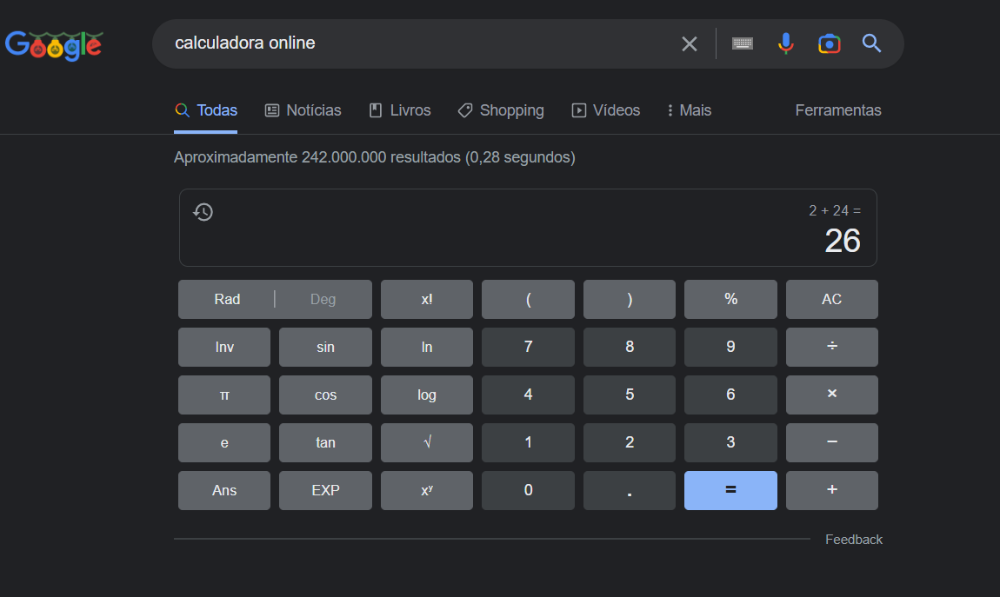 Google
calculadora online
Todas Notícias Livros Shopping Vídeos Mais Ferramentas
Aproximadamente 242.000.000 resultados (0,28 segundos)
2 + 24 =
26
Rad | Deg x! ( ) % AC
Inv sin ln 7 8 9 ÷
π cos log 4 5 6 ×
e tan √ 1 2 3 −
Ans EXP xʸ 0 . = +
Feedback